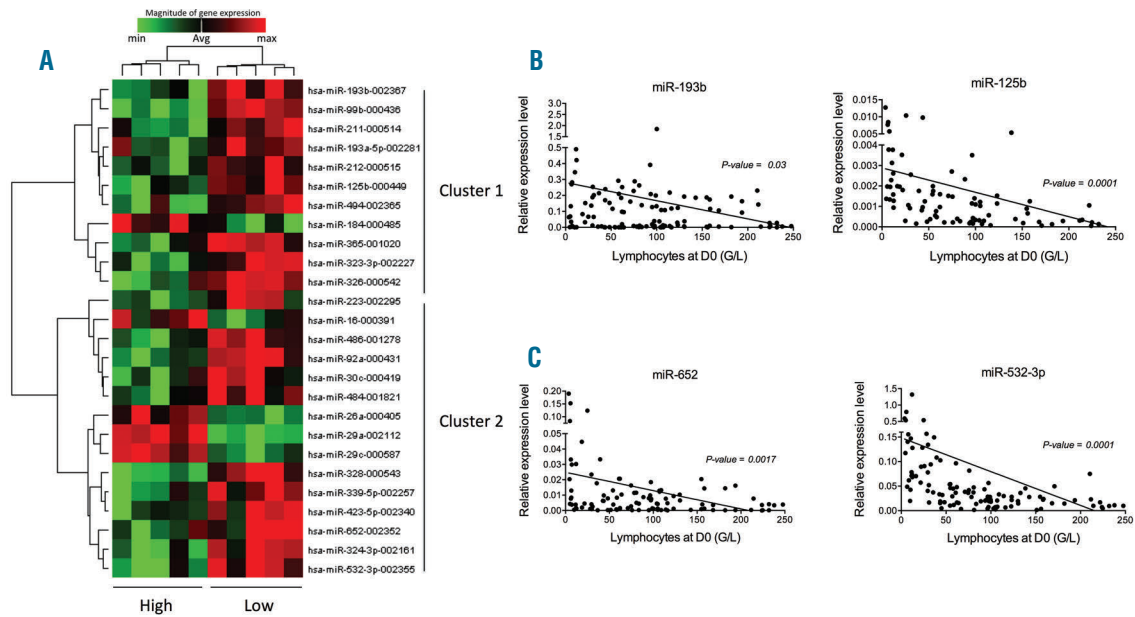 Magnitude of gene expression
min Avg max
A
hsa-miR-193b-002367
hsa-miR-99b-000436
hsa-miR-211-000514
hsa-miR-193a-5p-002281
hsa-miR-212-000515
hsa-miR-125b-000449
hsa-miR-494-002365
hsa-miR-184-000485
hsa-miR-365-001020
hsa-miR-323-3p-002227
hsa-miR-326-000542
hsa-miR-223-002295
hsa-miR-16-000391
hsa-miR-486-001278
hsa-miR-92a-000431
hsa-miR-30c-000419
hsa-miR-484-001821
hsa-miR-26a-000405
hsa-miR-29a-002112
hsa-miR-29c-000587
hsa-miR-328-000543
hsa-miR-339-5p-002257
hsa-miR-423-5p-002340
hsa-miR-652-002352
hsa-miR-324-3p-002161
hsa-miR-532-3p-002355
Cluster 1
Cluster 2
High Low
B
miR-193b
Relative expression level
3.0
2.5
2.0
1.5
1.0
0.5
0.4
0.3
0.2
0.1
0.0
P-value = 0.03
0 50 100 150 200 250
Lymphocytes at D0 (G/L)
miR-125b
Relative expression level
0.015
0.010
0.005
0.004
0.003
0.002
0.001
0.000
P-value = 0.0001
0 50 100 150 200 250
Lymphocytes at D0 (G/L)
C
miR-652
Relative expression level
0.20
0.15
0.10
0.05
0.04
0.03
0.02
0.01
0.00
P-value = 0.0017
0 50 100 150 200 250
Lymphocytes at D0 (G/L)
miR-532-3p
Relative expression level
1.5
1.0
0.5
0.15
0.10
0.05
0.00
P-value = 0.0001
0 50 100 150 200 250
Lymphocytes at D0 (G/L)